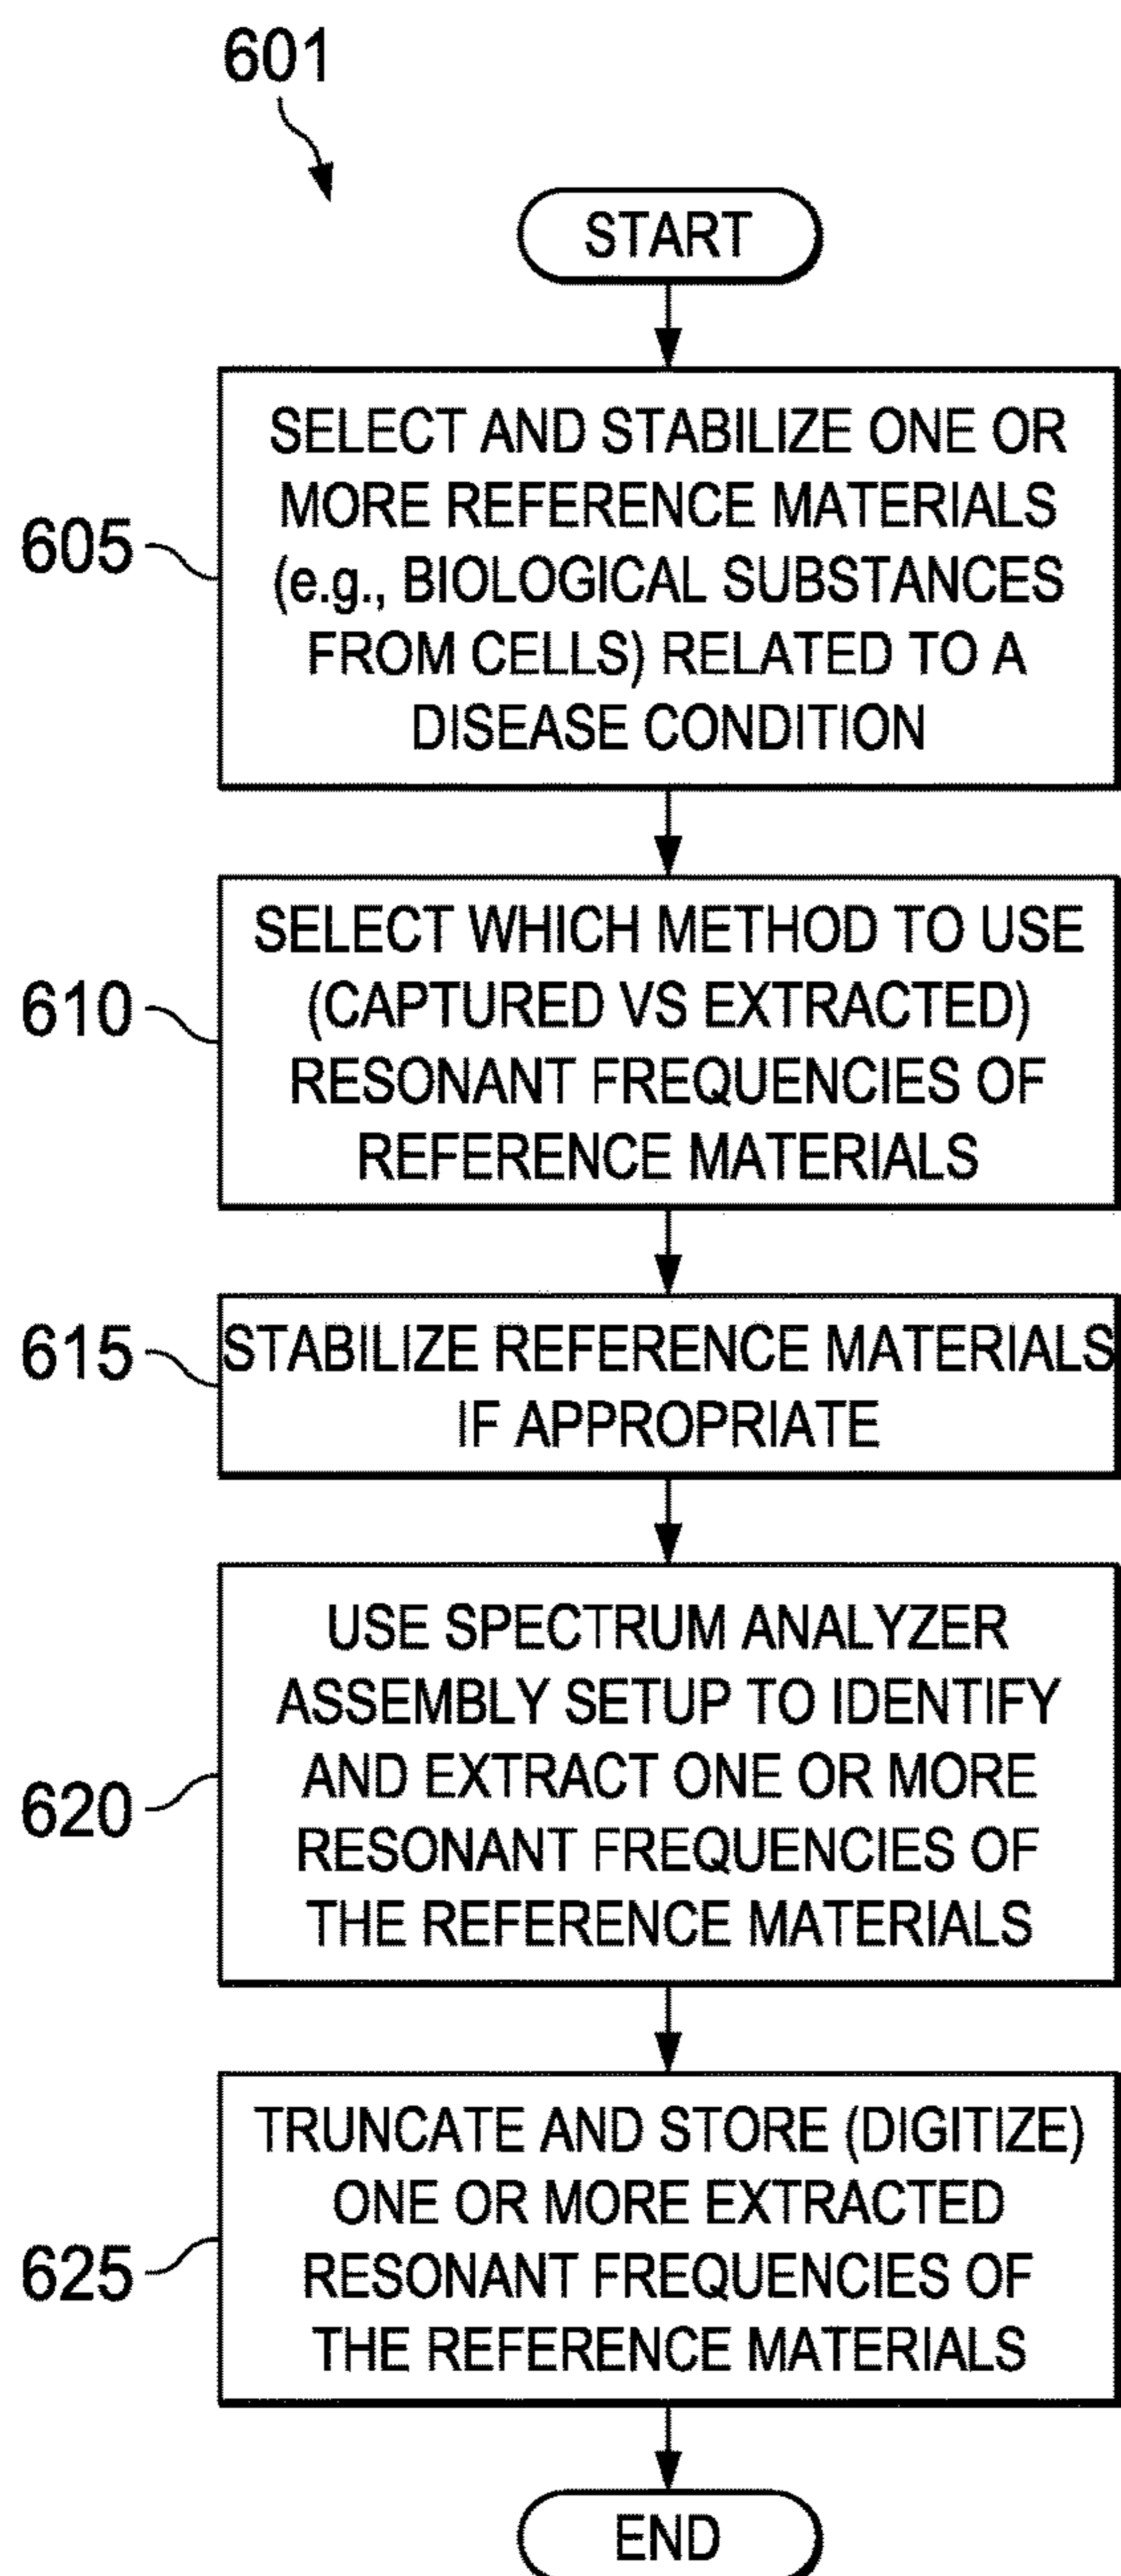 601
START
605
SELECT AND STABILIZE ONE OR
MORE REFERENCE MATERIALS
(e.g., BIOLOGICAL SUBSTANCES
FROM CELLS) RELATED TO A
DISEASE CONDITION
610
SELECT WHICH METHOD TO USE
(CAPTURED VS EXTRACTED)
RESONANT FREQUENCIES OF
REFERENCE MATERIALS
615
STABILIZE REFERENCE MATERIALS
IF APPROPRIATE
620
USE SPECTRUM ANALYZER
ASSEMBLY SETUP TO IDENTIFY
AND EXTRACT ONE OR MORE
RESONANT FREQUENCIES OF
THE REFERENCE MATERIALS
625
TRUNCATE AND STORE (DIGITIZE)
ONE OR MORE EXTRACTED
RESONANT FREQUENCIES OF
THE REFERENCE MATERIALS
END